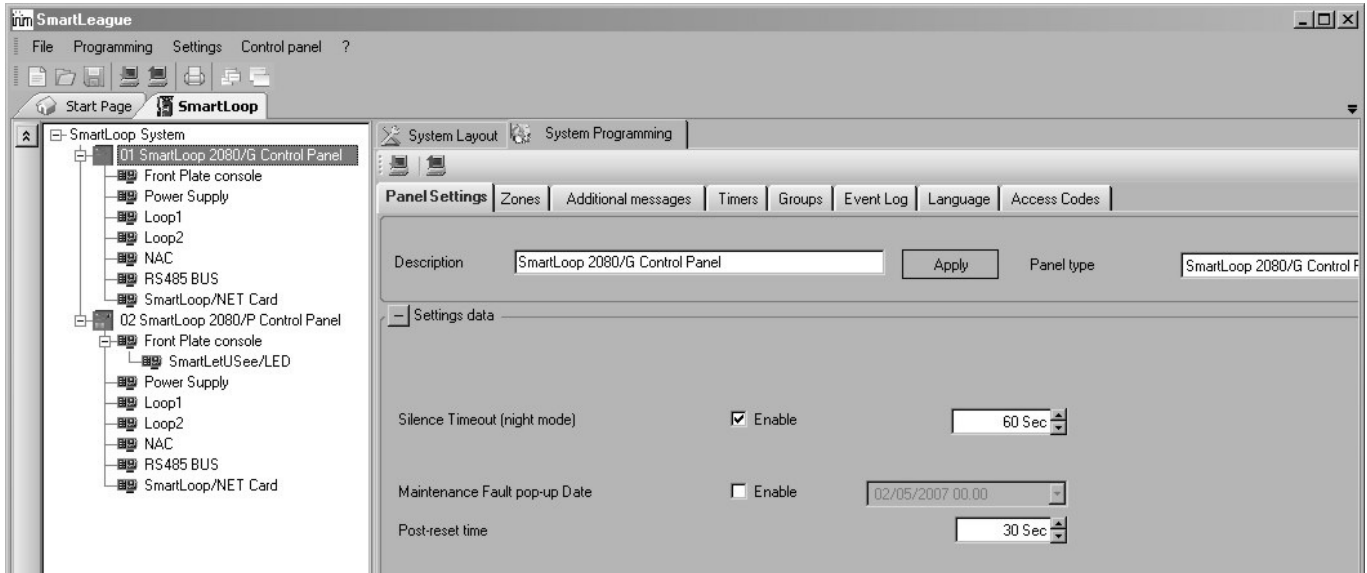 inim SmartLeague
File Programming Settings Control panel ?
Start Page SmartLoop
SmartLoop System
01 SmartLoop 2080/G Control Panel
Front Plate console
Power Supply
Loop1
Loop2
NAC
RS485 BUS
SmartLoop/NET Card
02 SmartLoop 2080/P Control Panel
Front Plate console
SmartLetUSee/LED
Power Supply
Loop1
Loop2
NAC
RS485 BUS
SmartLoop/NET Card
System Layout System Programming
Panel Settings Zones Additional messages Timers Groups Event Log Language Access Codes
Description SmartLoop 2080/G Control Panel Apply Panel type SmartLoop 2080/G Control F
Settings data
Silence Timeout (night mode) Enable 60 Sec
Maintenance Fault pop-up Date Enable 02/05/2007 00.00
Post-reset time 30 Sec